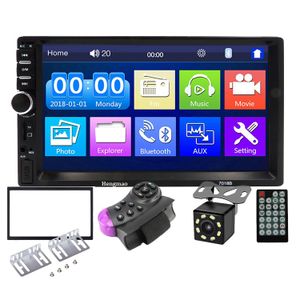 Home 20 00:00
00:00
2018-01-01 Monday
fm
Music
Movie
Photo
Explorer
Bluetooth
AUX
Setting
Hengmao 7018B